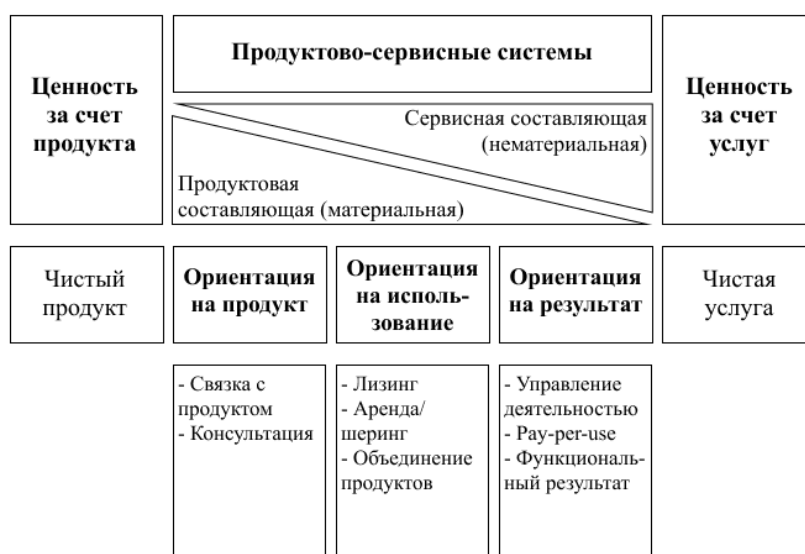 Ценность
за счет
продукта
Продуктово-сервисные системы
Сервисная составляющая
(нематериальная)
Продуктовая
составляющая (материальная)
Ценность
за счет
услуг
Чистый
продукт
Ориентация
на продукт
Ориентация
на исполь-
зование
Ориентация
на результат
Чистая
услуга
- Связка с
продуктом
- Консультация
- Лизинг
- Аренда/
шеринг
- Объединение
продуктов
- Управление
деятельностью
- Pay-per-use
- Функциональ-
ный результат